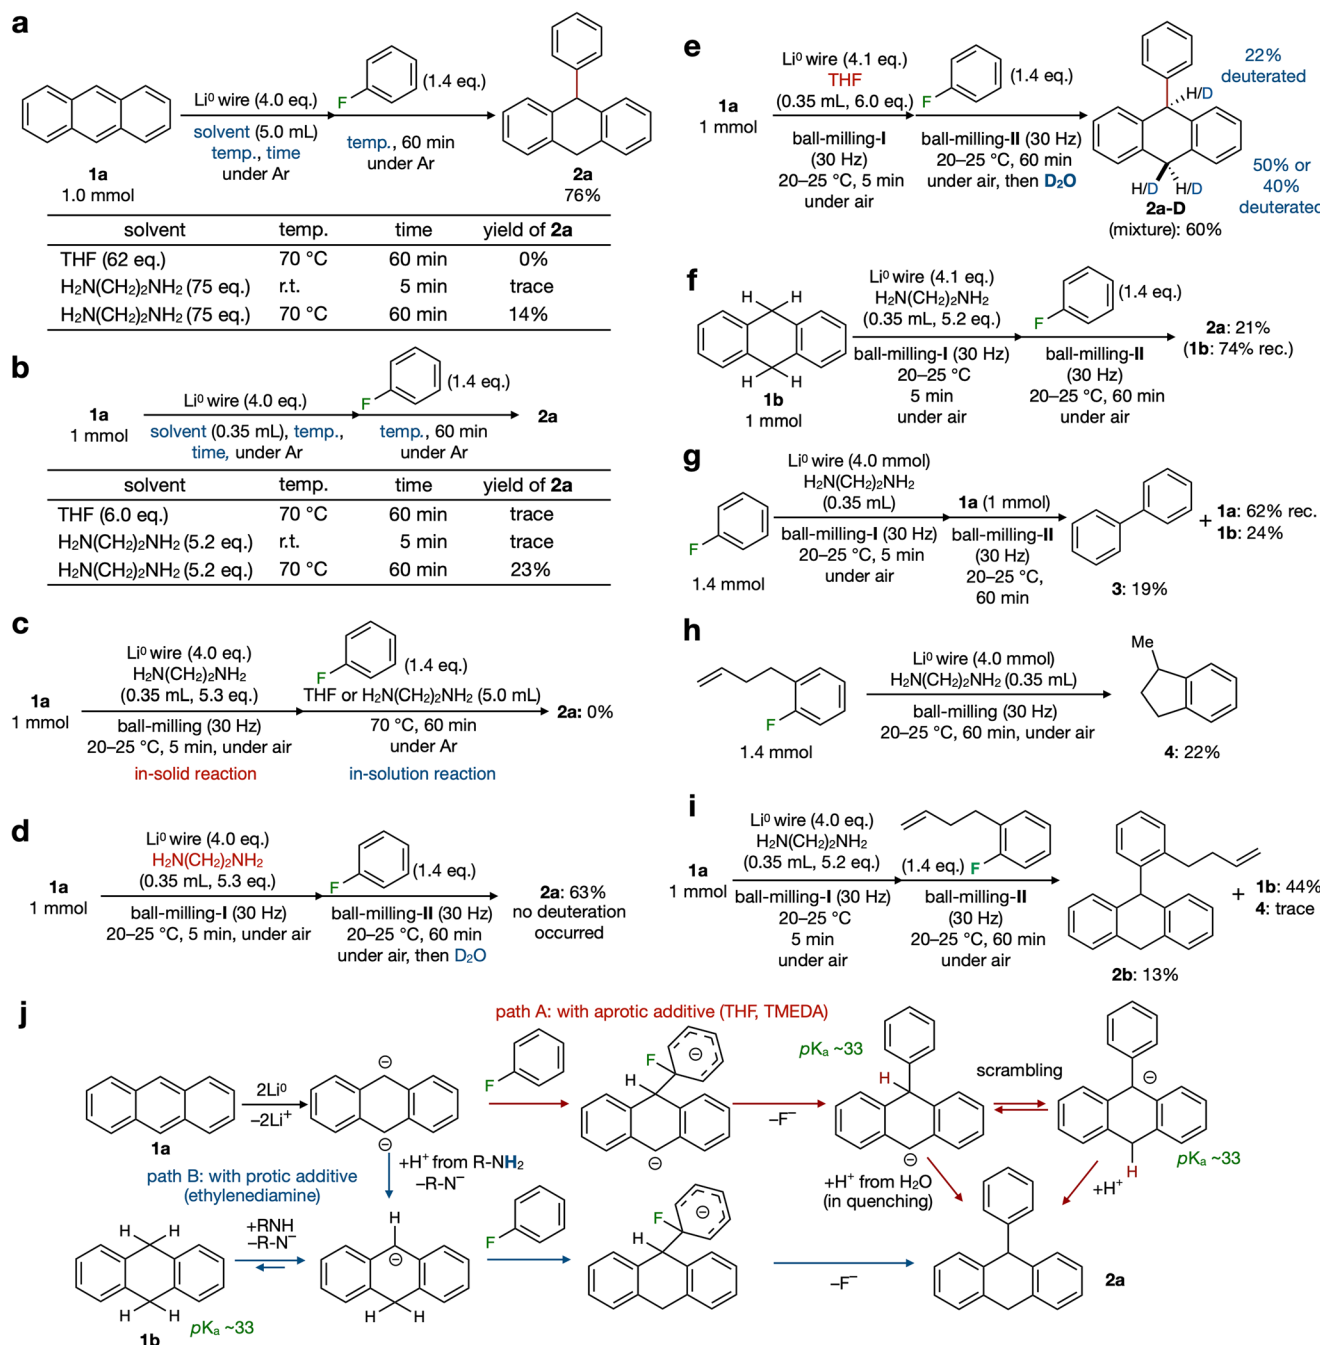 a
Li⁰ wire (4.0 eq.)
solvent (5.0 mL)
temp., time
under Ar
F
(1.4 eq.)
temp., 60 min
under Ar
1a
1.0 mmol
2a
76%
solvent temp. time yield of 2a
THF (62 eq.) 70 °C 60 min 0%
H₂N(CH₂)₂NH₂ (75 eq.) r.t. 5 min trace
H₂N(CH₂)₂NH₂ (75 eq.) 70 °C 60 min 14%
b
1a
1 mmol
Li⁰ wire (4.0 eq.)
solvent (0.35 mL), temp.,
time, under Ar
F
(1.4 eq.)
temp., 60 min
under Ar
2a
solvent temp. time yield of 2a
THF (6.0 eq.) 70 °C 60 min trace
H₂N(CH₂)₂NH₂ (5.2 eq.) r.t. 5 min trace
H₂N(CH₂)₂NH₂ (5.2 eq.) 70 °C 60 min 23%
c
1a
1 mmol
Li⁰ wire (4.0 eq.)
H₂N(CH₂)₂NH₂
(0.35 mL, 5.3 eq.)
ball-milling (30 Hz)
20–25 °C, 5 min, under air
in-solid reaction
F
(1.4 eq.)
THF or H₂N(CH₂)₂NH₂ (5.0 mL)
70 °C, 60 min
under Ar
in-solution reaction
2a: 0%
d
1a
1 mmol
Li⁰ wire (4.0 eq.)
H₂N(CH₂)₂NH₂
(0.35 mL, 5.3 eq.)
ball-milling-I (30 Hz)
20–25 °C, 5 min, under air
F
(1.4 eq.)
ball-milling-II (30 Hz)
20–25 °C, 60 min
under air, then D₂O
2a: 63%
no deuteration
occurred
e
1a
1 mmol
Li⁰ wire (4.1 eq.)
THF
(0.35 mL, 6.0 eq.)
ball-milling-I
(30 Hz)
20–25 °C, 5 min
under air
F
(1.4 eq.)
ball-milling-II (30 Hz)
20–25 °C, 60 min
under air, then D₂O
22%
deuterated
H/D
50% or
40%
deuterated
H/D H/D
2a-D
(mixture): 60%
f
H H
H H
1b
1 mmol
Li⁰ wire (4.1 eq.)
H₂N(CH₂)₂NH₂
(0.35 mL, 5.2 eq.)
ball-milling-I (30 Hz)
20–25 °C
5 min
under air
F
(1.4 eq.)
ball-milling-II
(30 Hz)
20–25 °C, 60 min
under air
2a: 21%
(1b: 74% rec.)
g
F
1.4 mmol
Li⁰ wire (4.0 mmol)
H₂N(CH₂)₂NH₂
(0.35 mL)
ball-milling-I (30 Hz)
20–25 °C, 5 min
under air
1a (1 mmol)
ball-milling-II
(30 Hz)
20–25 °C,
60 min
3: 19%
+
1a: 62% rec.
1b: 24%
h
F
1.4 mmol
Li⁰ wire (4.0 mmol)
H₂N(CH₂)₂NH₂ (0.35 mL)
ball-milling (30 Hz)
20–25 °C, 60 min, under air
Me
4: 22%
i
1a
1 mmol
Li⁰ wire (4.0 eq.)
H₂N(CH₂)₂NH₂
(0.35 mL, 5.2 eq.)
ball-milling-I (30 Hz)
20–25 °C
5 min
under air
(1.4 eq.) F
ball-milling-II
(30 Hz)
20–25 °C, 60 min
under air
2b: 13%
+
1b: 44%
4: trace
j
path A: with aprotic additive (THF, TMEDA)
1a
2Li⁰
–2Li⁺
⊖
⊖
F
F
⊖
H
⊖
–F⁻
pKₐ ~33
H
⊖
scrambling
⊖
H
pKₐ ~33
+H⁺ from H₂O
(in quenching)
+H⁺
path B: with protic additive
(ethylenediamine)
+H⁺ from R-NH₂
–R-N⁻
H H
H H
1b
pKₐ ~33
+RNH
–R-N⁻
H
⊖
H H
F
F
⊖
H
–F⁻
2a